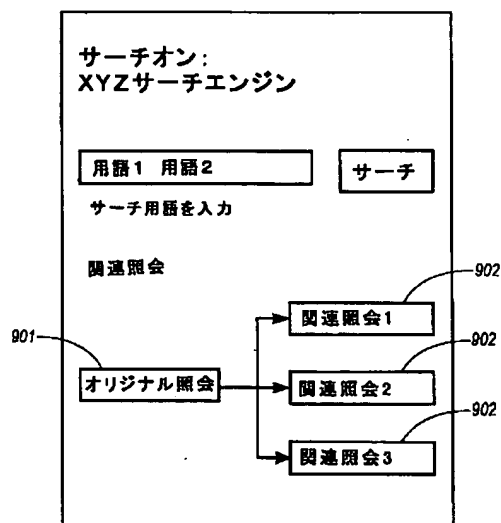 サーチオン:
XYZサーチエンジン
用語1 用語2
サーチ
サーチ用語を入力
関連照会
902
関連照会1
901
902
オリジナル照会
関連照会2
902
関連照会3